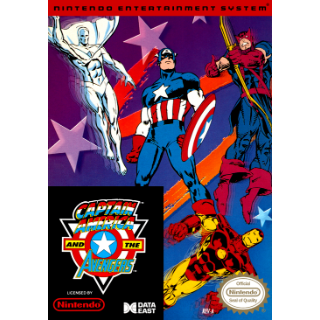 NINTENDO ENTERTAINMENT SYSTEM
CAPTAIN
AMERICA
AND THE
AVENGERS
LICENSED BY
Nintendo
DATA
EAST
Official
Nintendo
Seal of Quality